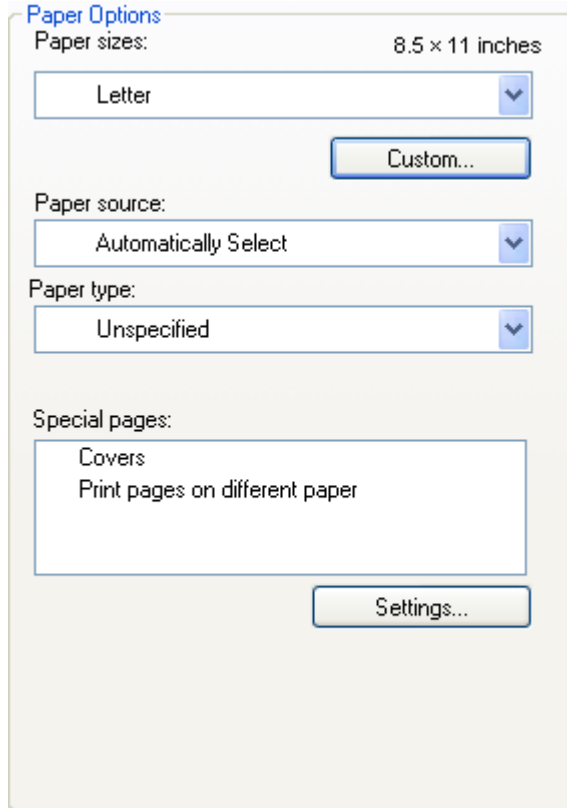 Paper Options
Paper sizes: 8.5 × 11 inches
Letter
Custom...
Paper source:
Automatically Select
Paper type:
Unspecified
Special pages:
Covers
Print pages on different paper
Settings...